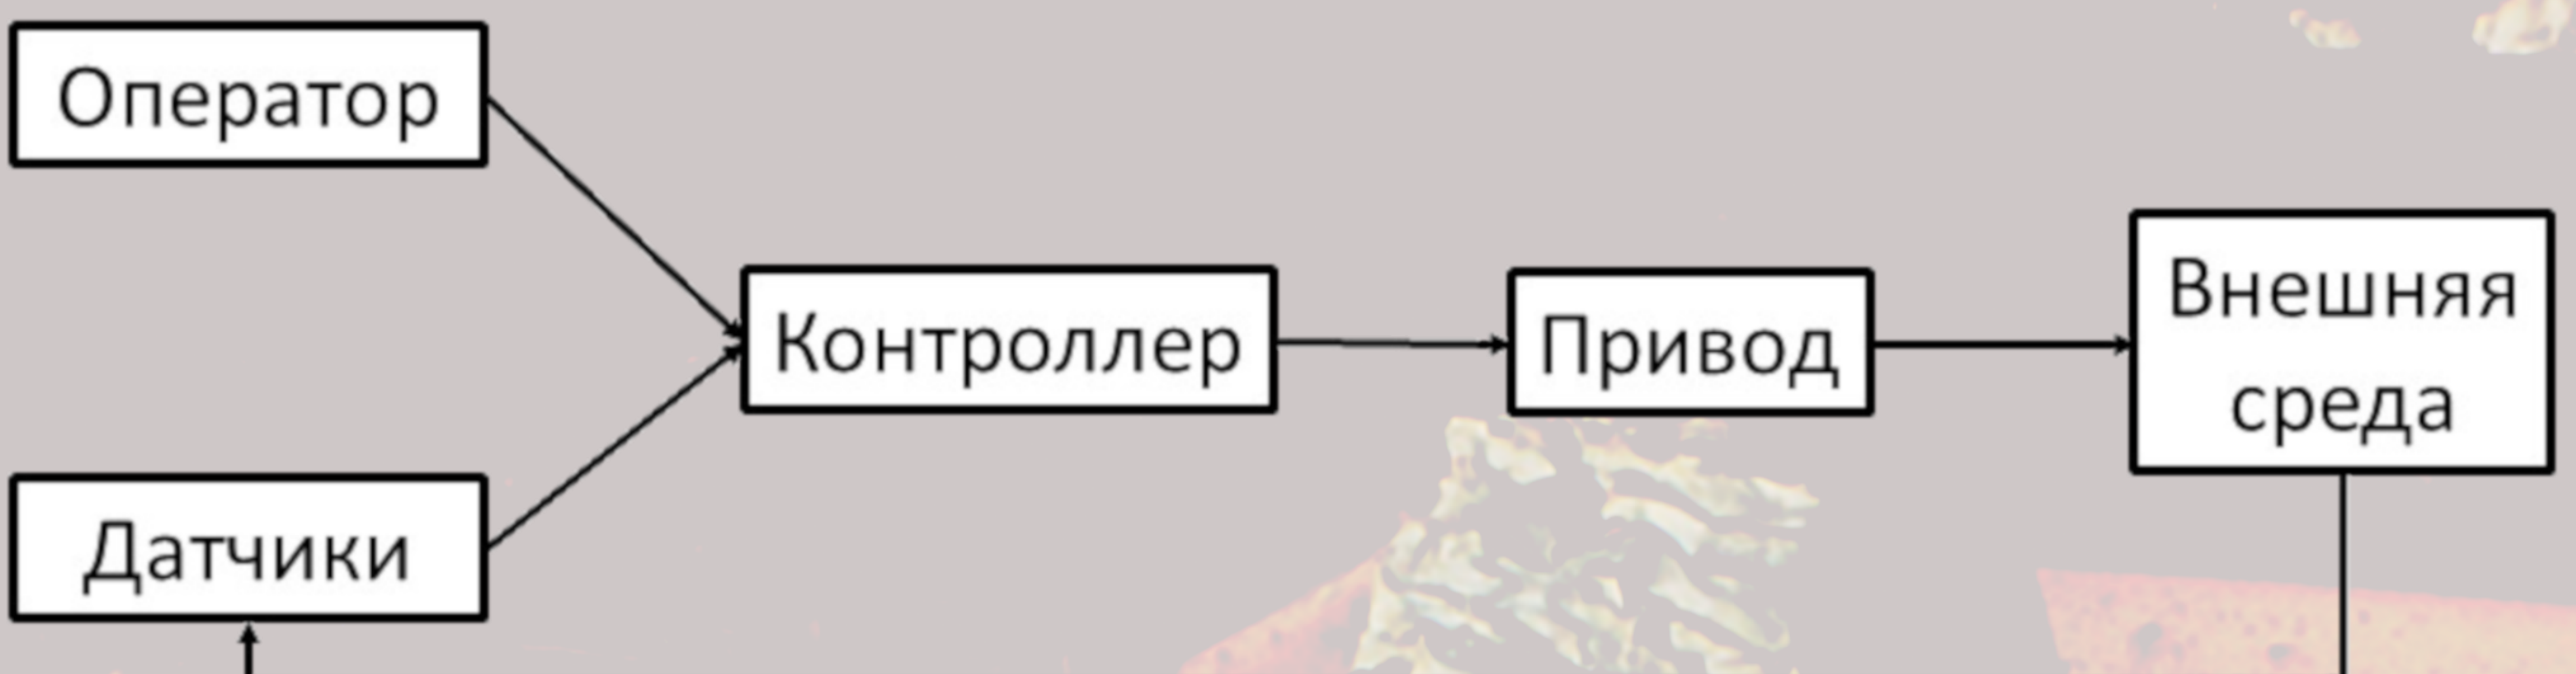 Оператор
Контроллер
Привод
Внешняя
среда
Датчики